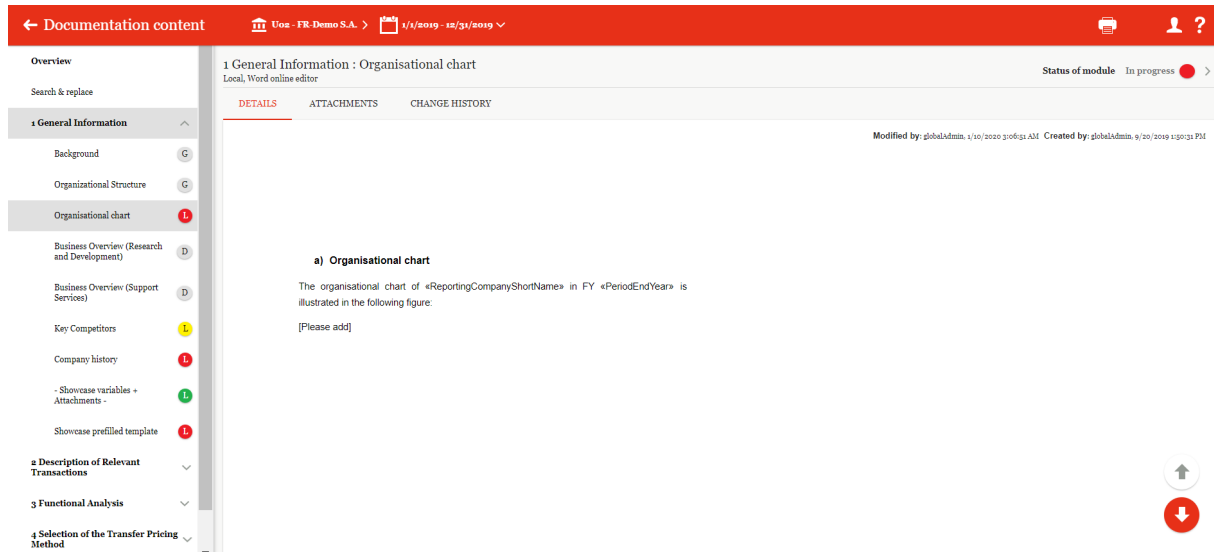 Documentation content
U02 - FR-Demo S.A.
1/1/2019 - 12/31/2019
?
Overview
Search & replace
1 General Information
Background G
Organizational Structure G
Organisational chart L
Business Overview (Research
and Development) D
Business Overview (Support
Services) D
Key Competitors L
Company history L
- Showcase variables +
Attachments - L
Showcase prefilled template L
2 Description of Relevant
Transactions
3 Functional Analysis
4 Selection of the Transfer Pricing
Method
1 General Information : Organisational chart
Local, Word online editor
Status of module In progress
DETAILS ATTACHMENTS CHANGE HISTORY
Modified by: globalAdmin, 1/10/2020 3:06:51 AM Created by: globalAdmin, 9/20/2019 1:50:31 PM
a) Organisational chart
The organisational chart of «ReportingCompanyShortName» in FY «PeriodEndYear» is
illustrated in the following figure:
[Please add]